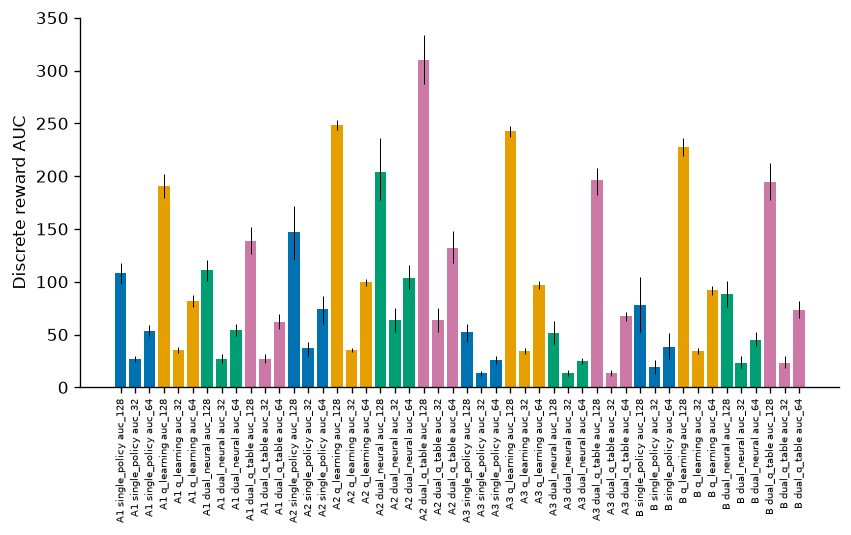 350
300
250
200
150
100
50
0
Discrete reward AUC
A1 single_policy auc_128
A1 single_policy auc_32
A1 single_policy auc_64
A1 q_learning auc_128
A1 q_learning auc_32
A1 q_learning auc_64
A1 dual_neural auc_128
A1 dual_neural auc_32
A1 dual_neural auc_64
A1 dual_q_table auc_128
A1 dual_q_table auc_32
A1 dual_q_table auc_64
A2 single_policy auc_128
A2 single_policy auc_32
A2 single_policy auc_64
A2 q_learning auc_128
A2 q_learning auc_32
A2 q_learning auc_64
A2 dual_neural auc_128
A2 dual_neural auc_32
A2 dual_neural auc_64
A2 dual_q_table auc_128
A2 dual_q_table auc_32
A2 dual_q_table auc_64
A3 single_policy auc_128
A3 single_policy auc_32
A3 single_policy auc_64
A3 q_learning auc_128
A3 q_learning auc_32
A3 q_learning auc_64
A3 dual_neural auc_128
A3 dual_neural auc_32
A3 dual_neural auc_64
A3 dual_q_table auc_128
A3 dual_q_table auc_32
A3 dual_q_table auc_64
B single_policy auc_128
B single_policy auc_32
B single_policy auc_64
B q_learning auc_128
B q_learning auc_32
B q_learning auc_64
B dual_neural auc_128
B dual_neural auc_32
B dual_neural auc_64
B dual_q_table auc_128
B dual_q_table auc_32
B dual_q_table auc_64